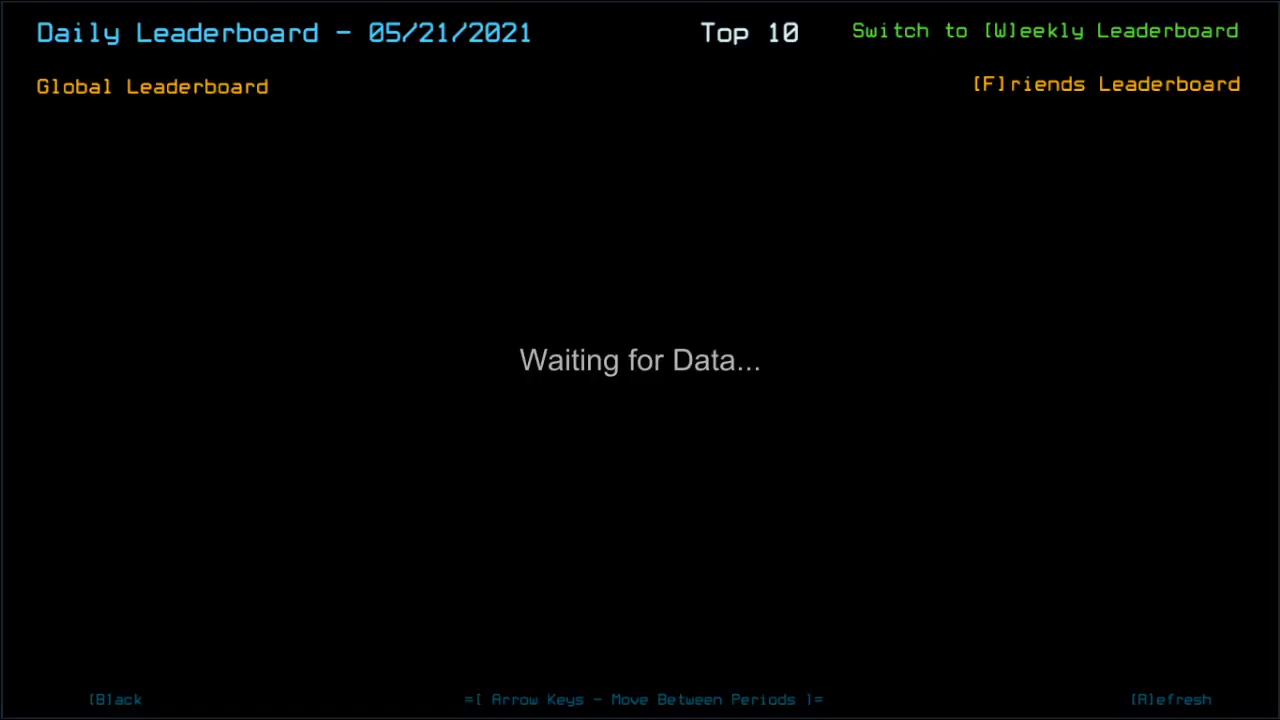 Daily Leaderboard - 05/21/2021
Top 10
Switch to [W]eekly Leaderboard
Global Leaderboard
[F]riends Leaderboard
Waiting for Data...
[B]ack
=[ Arrow Keys - Move Between Periods ]=
[R]efresh